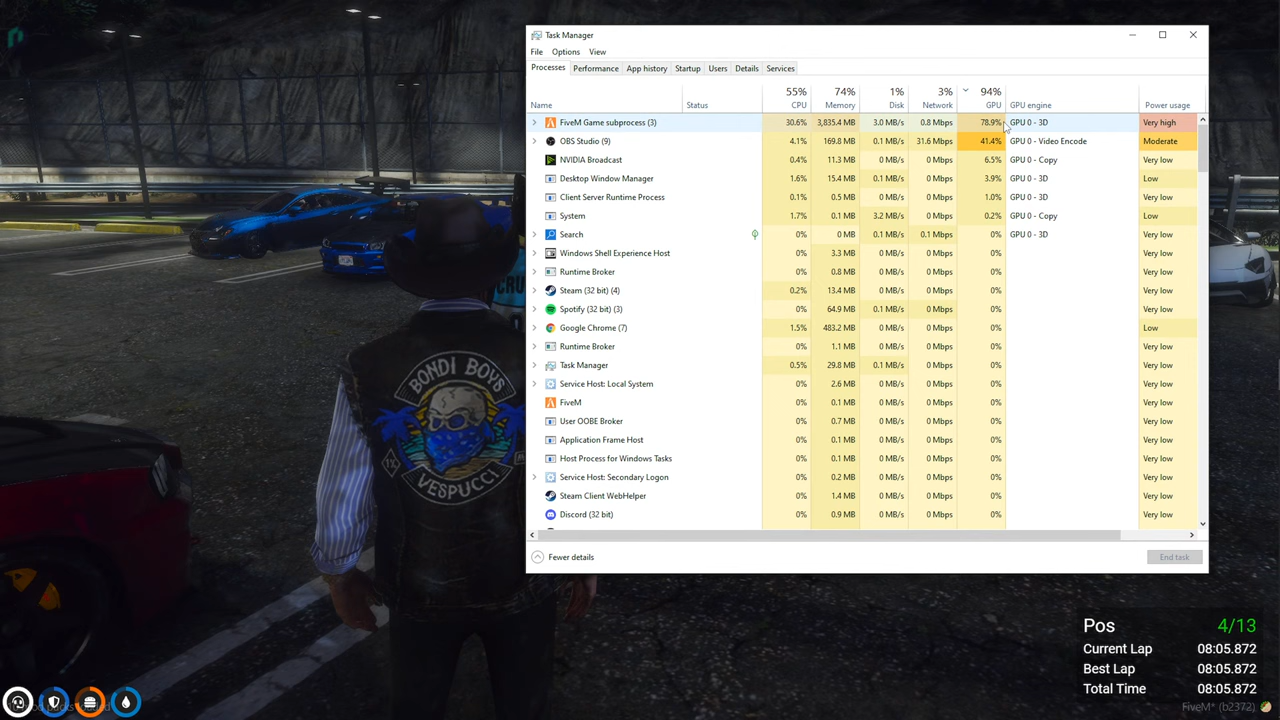 Task Manager
File Options View
Processes Performance App history Startup Users Details Services
55% 74% 1% 3% 94%
Name Status CPU Memory Disk Network GPU GPU engine Power usage
FiveM Game subprocess (3) 30.6% 3,835.4 MB 3.0 MB/s 0.8 Mbps 78.9% GPU 0 - 3D Very high
OBS Studio (9) 4.1% 169.8 MB 0.1 MB/s 31.6 Mbps 41.4% GPU 0 - Video Encode Moderate
NVIDIA Broadcast 0.4% 11.3 MB 0 MB/s 0 Mbps 6.5% GPU 0 - Copy Very low
Desktop Window Manager 1.6% 15.4 MB 0 MB/s 0 Mbps 3.9% GPU 0 - 3D Low
Client Server Runtime Process 0.1% 0.5 MB 0 MB/s 0 Mbps 1.0% GPU 0 - 3D Very low
System 1.7% 0.1 MB 3.2 MB/s 0 Mbps 0.2% GPU 0 - Copy Low
Search 0% 0 MB 0.1 MB/s 0.1 Mbps 0% GPU 0 - 3D Very low
Windows Shell Experience Host 0% 3.3 MB 0 MB/s 0 Mbps 0% Very low
Runtime Broker 0% 0.8 MB 0 MB/s 0 Mbps 0% Very low
Steam (32 bit) (4) 0.2% 13.4 MB 0 MB/s 0 Mbps 0% Very low
Spotify (32 bit) (3) 0% 64.9 MB 0.1 MB/s 0 Mbps 0% Very low
Google Chrome (7) 1.5% 483.2 MB 0 MB/s 0 Mbps 0% Low
Runtime Broker 0% 1.1 MB 0 MB/s 0 Mbps 0% Very low
Task Manager 0.5% 29.8 MB 0.1 MB/s 0 Mbps 0% Very low
Service Host: Local System 0% 2.6 MB 0 MB/s 0 Mbps 0% Very low
FiveM 0% 0.1 MB 0 MB/s 0 Mbps 0% Very low
User OOBE Broker 0% 0.7 MB 0 MB/s 0 Mbps 0% Very low
Application Frame Host 0% 0.1 MB 0 MB/s 0 Mbps 0% Very low
Host Process for Windows Tasks 0% 0.1 MB 0 MB/s 0 Mbps 0% Very low
Service Host: Secondary Logon 0% 0.2 MB 0 MB/s 0 Mbps 0% Very low
Steam Client WebHelper 0% 1.4 MB 0 MB/s 0 Mbps 0% Very low
Discord (32 bit) 0% 0.9 MB 0 MB/s 0 Mbps 0% Very low
Fewer details End task
BONDI BOYS
1%
VESPUCCI
Pos 4/13
Current Lap 08:05.872
Best Lap 08:05.872
Total Time 08:05.872
FiveM* (b2372)